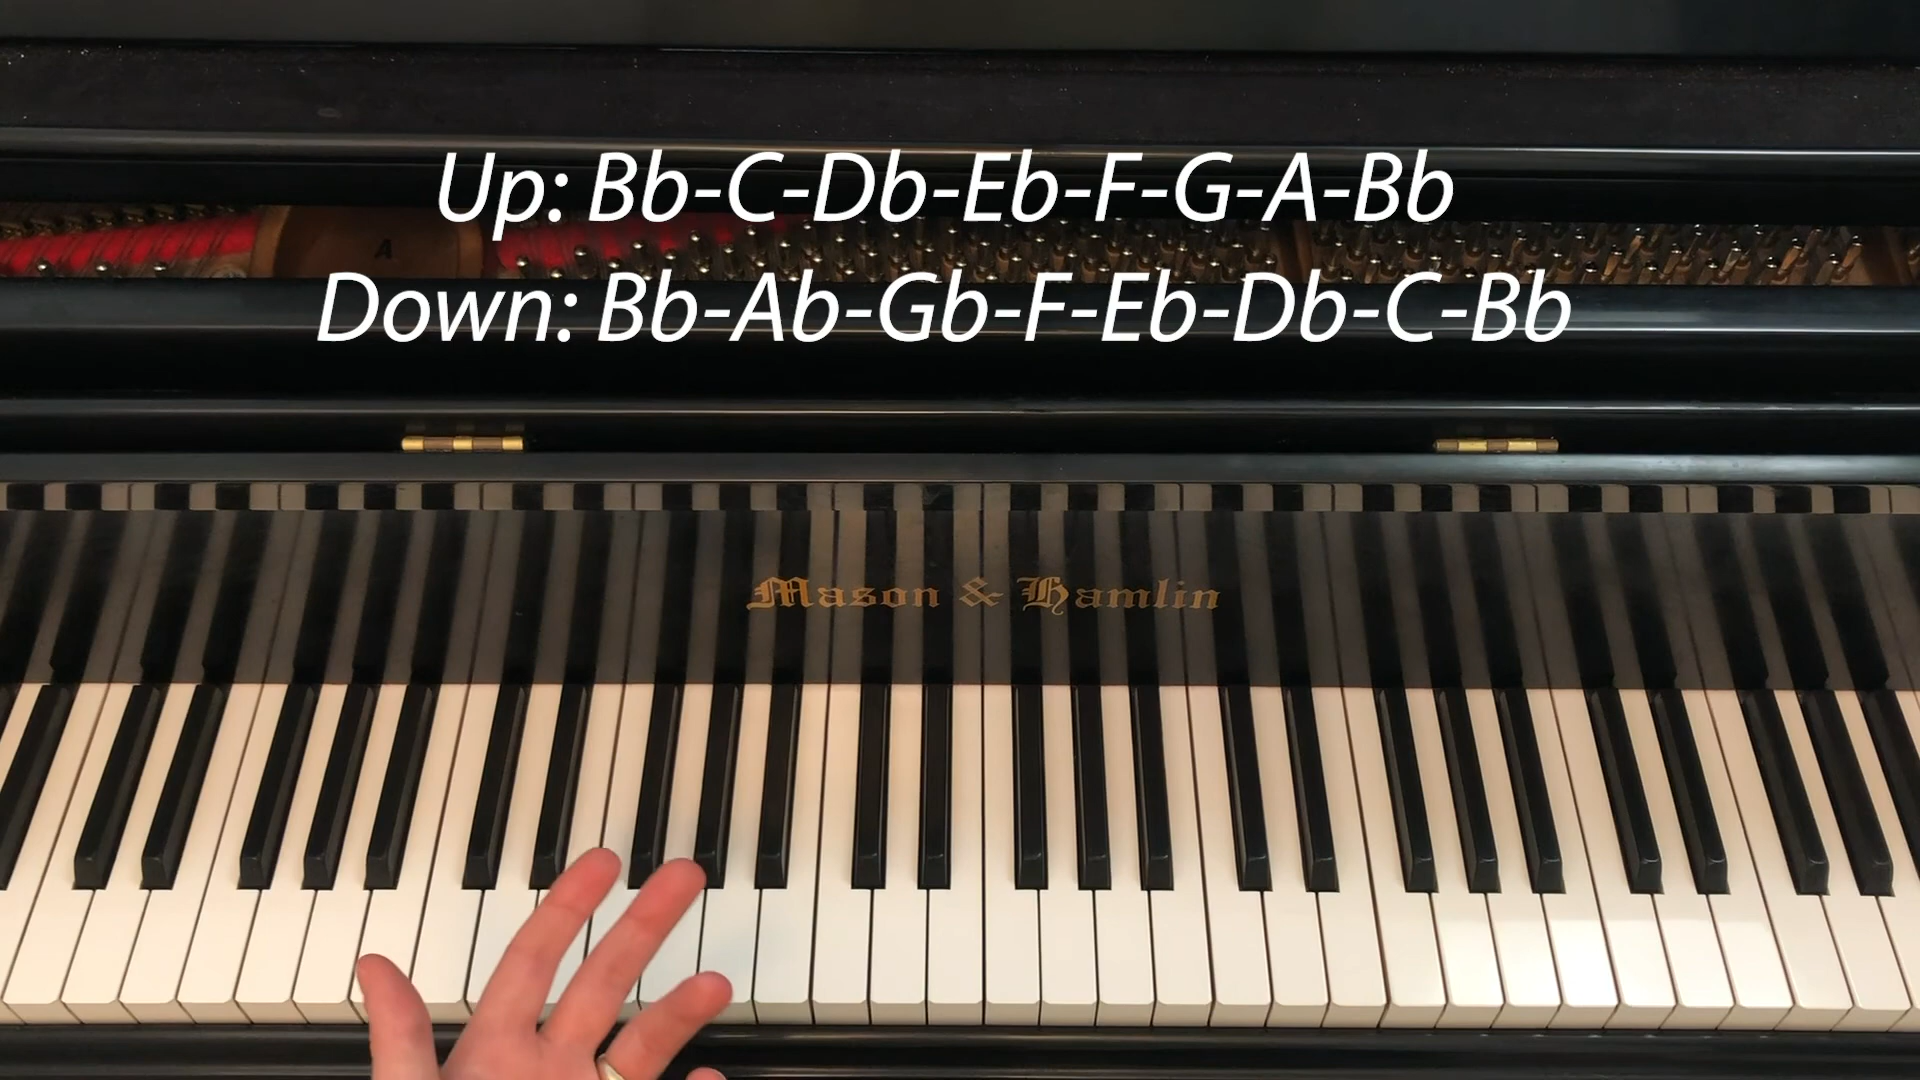 Up: Bb-C-Db-Eb-F-G-A-Bb
A
Down: Bb-Ab-Gb-F-Eb-Db-C-Bb
Mason & Hamlin